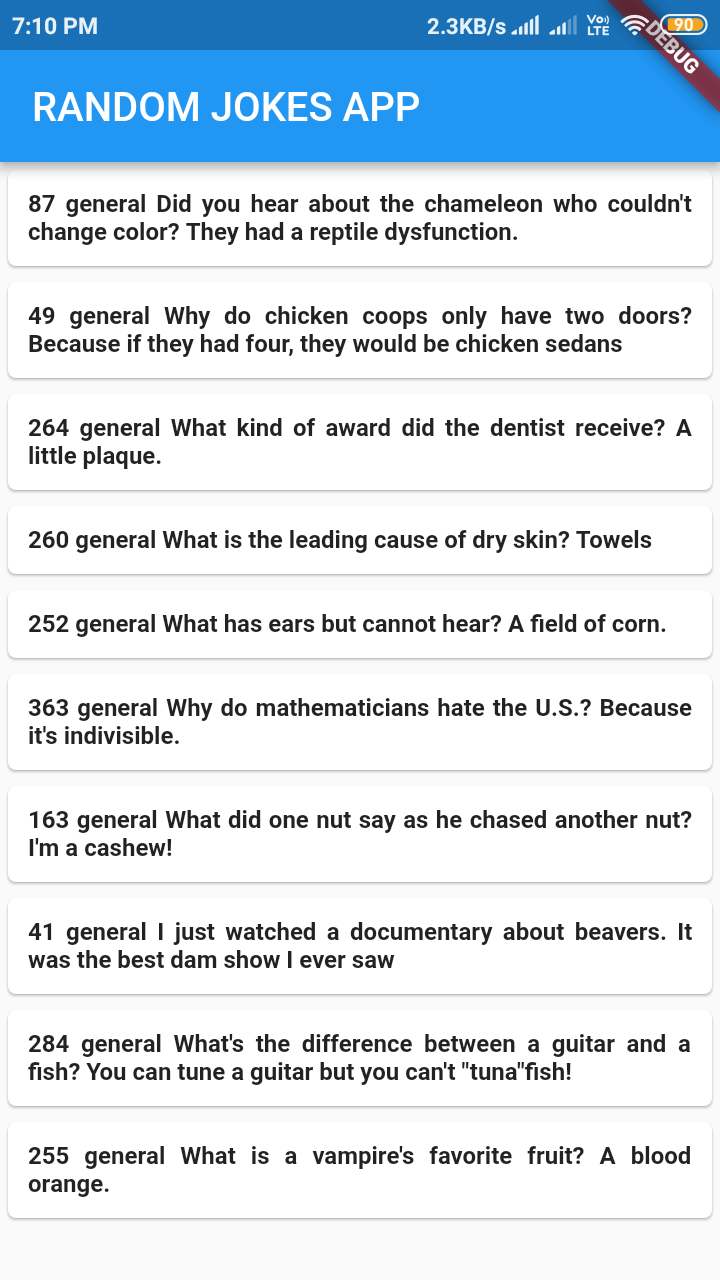 7:10 PM 2.3KB/s Vo)) LTE 90
DEBUG
RANDOM JOKES APP
87 general Did you hear about the chameleon who couldn't
change color? They had a reptile dysfunction.
49 general Why do chicken coops only have two doors?
Because if they had four, they would be chicken sedans
264 general What kind of award did the dentist receive? A
little plaque.
260 general What is the leading cause of dry skin? Towels
252 general What has ears but cannot hear? A field of corn.
363 general Why do mathematicians hate the U.S.? Because
it's indivisible.
163 general What did one nut say as he chased another nut?
I'm a cashew!
41 general I just watched a documentary about beavers. It
was the best dam show I ever saw
284 general What's the difference between a guitar and a
fish? You can tune a guitar but you can't "tuna"fish!
255 general What is a vampire's favorite fruit? A blood
orange.